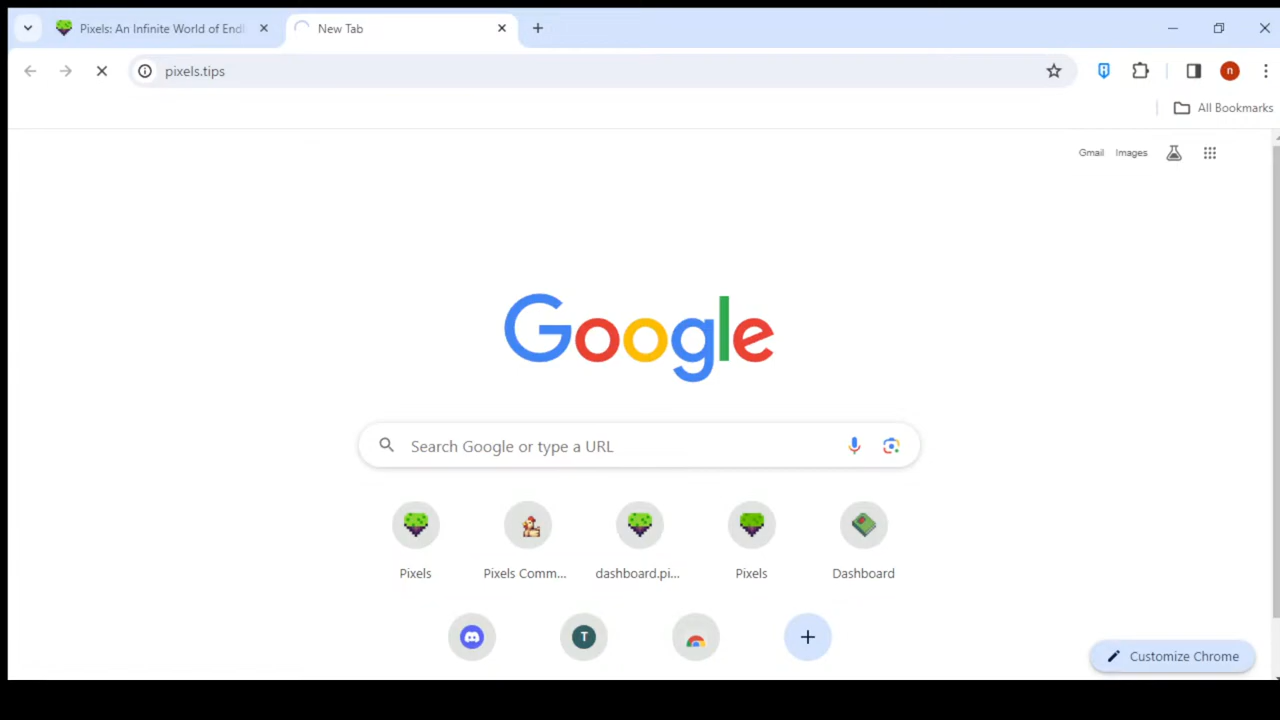 Pixels: An Infinite World of Endl
New Tab
pixels.tips
All Bookmarks
Gmail Images
Google
Search Google or type a URL
Pixels
Pixels Comm...
dashboard.pi...
Pixels
Dashboard
T
n
Customize Chrome